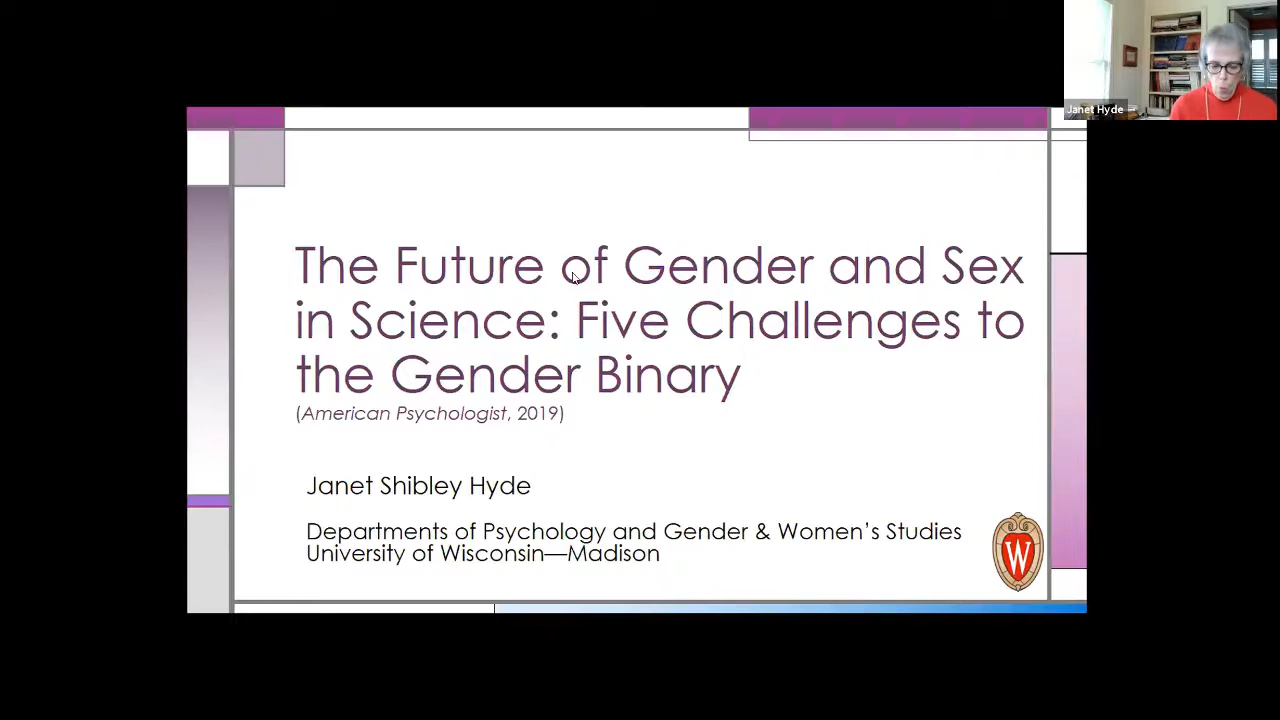 Janet Hyde
The Future of Gender and Sex
in Science: Five Challenges to
the Gender Binary
(American Psychologist, 2019)
Janet Shibley Hyde
Departments of Psychology and Gender & Women’s Studies
University of Wisconsin—Madison
W